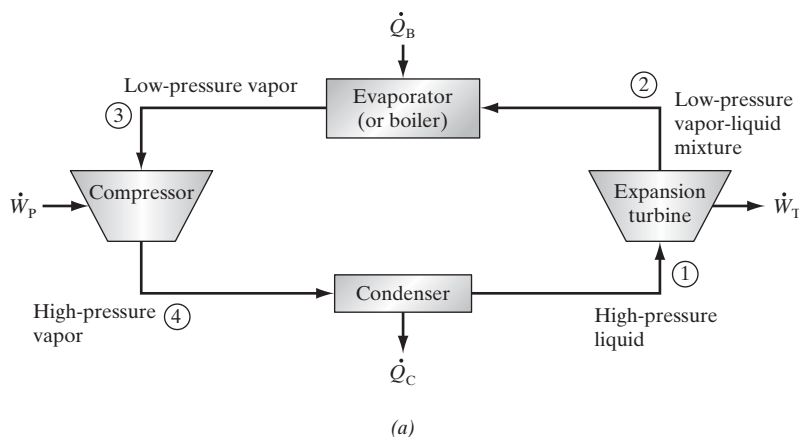 Q̇B
Low-pressure vapor
3
Evaporator
(or boiler)
2
Low-pressure
vapor-liquid
mixture
ẆP
Compressor
Expansion
turbine
ẆT
High-pressure
vapor
4
Condenser
1
High-pressure
liquid
Q̇C
(a)